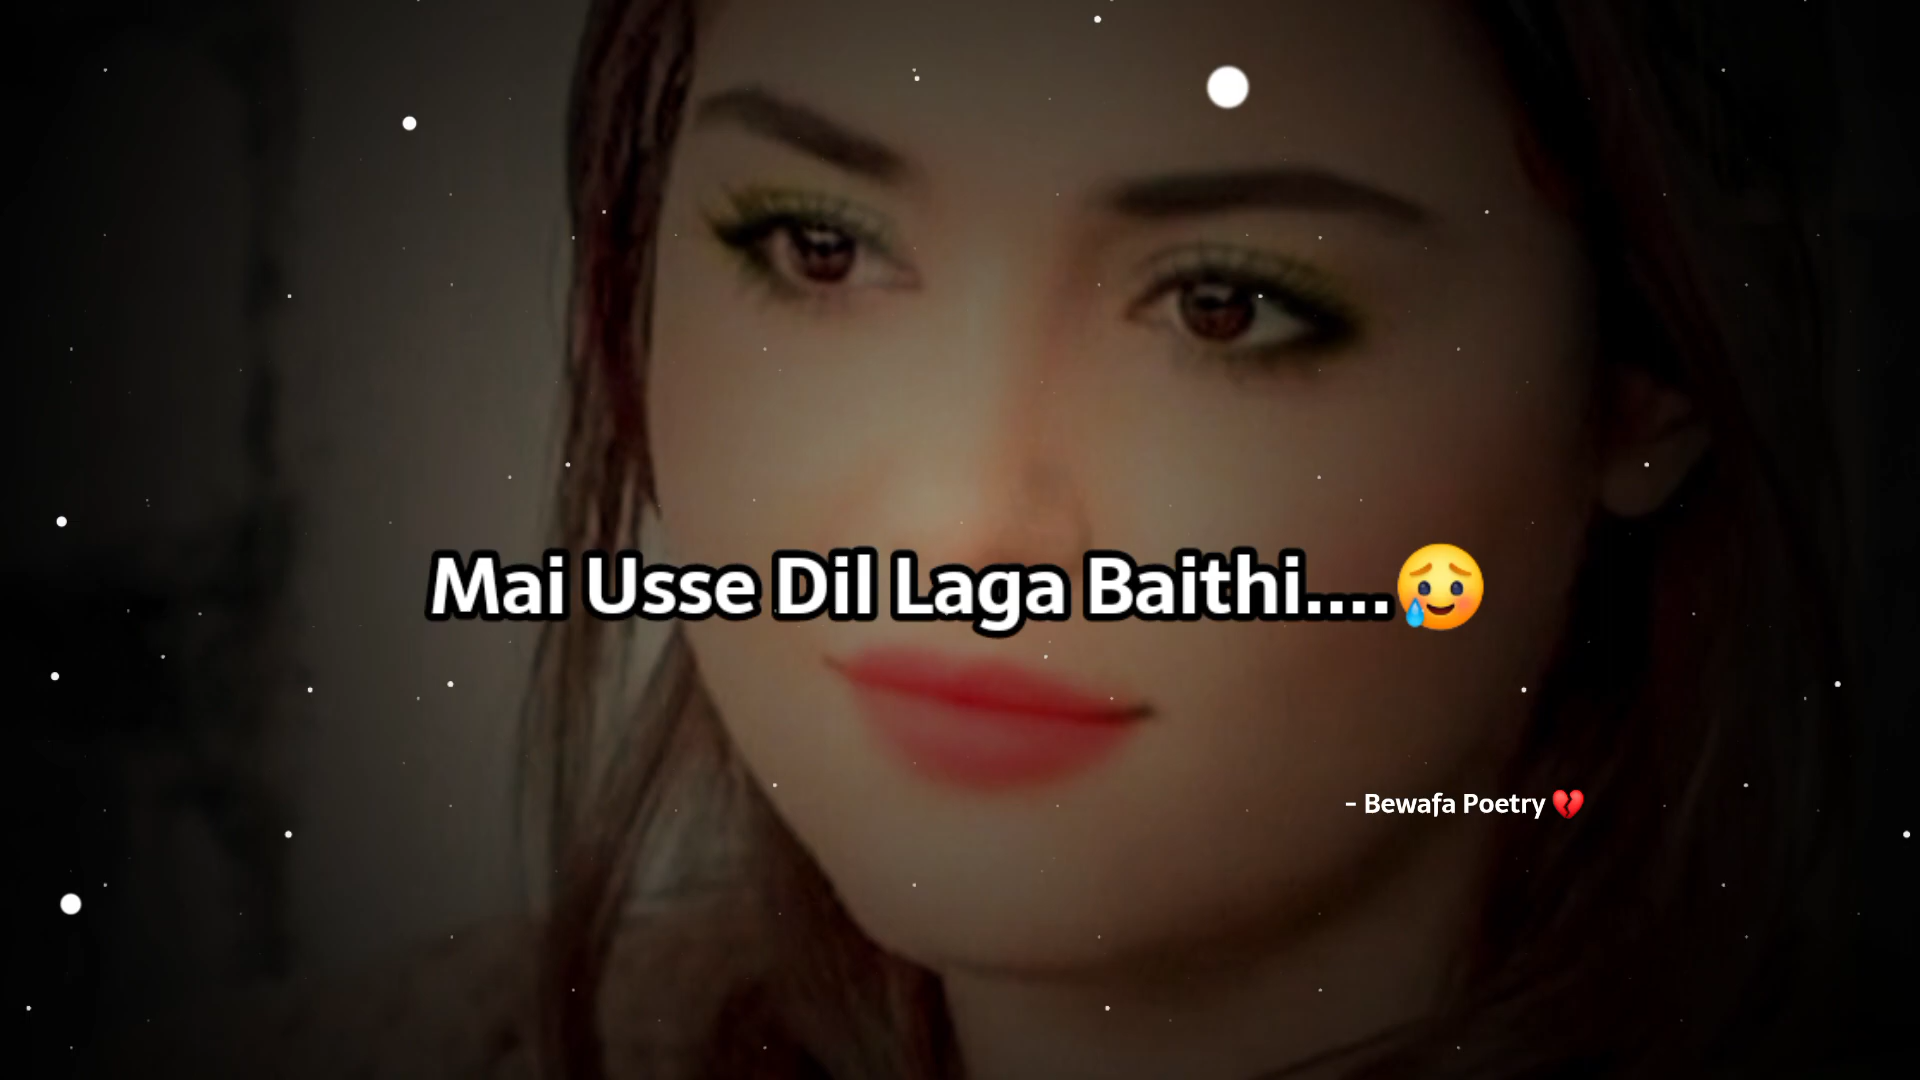 Mai Usse Dil Laga Baithi....🥲
- Bewafa Poetry 💔